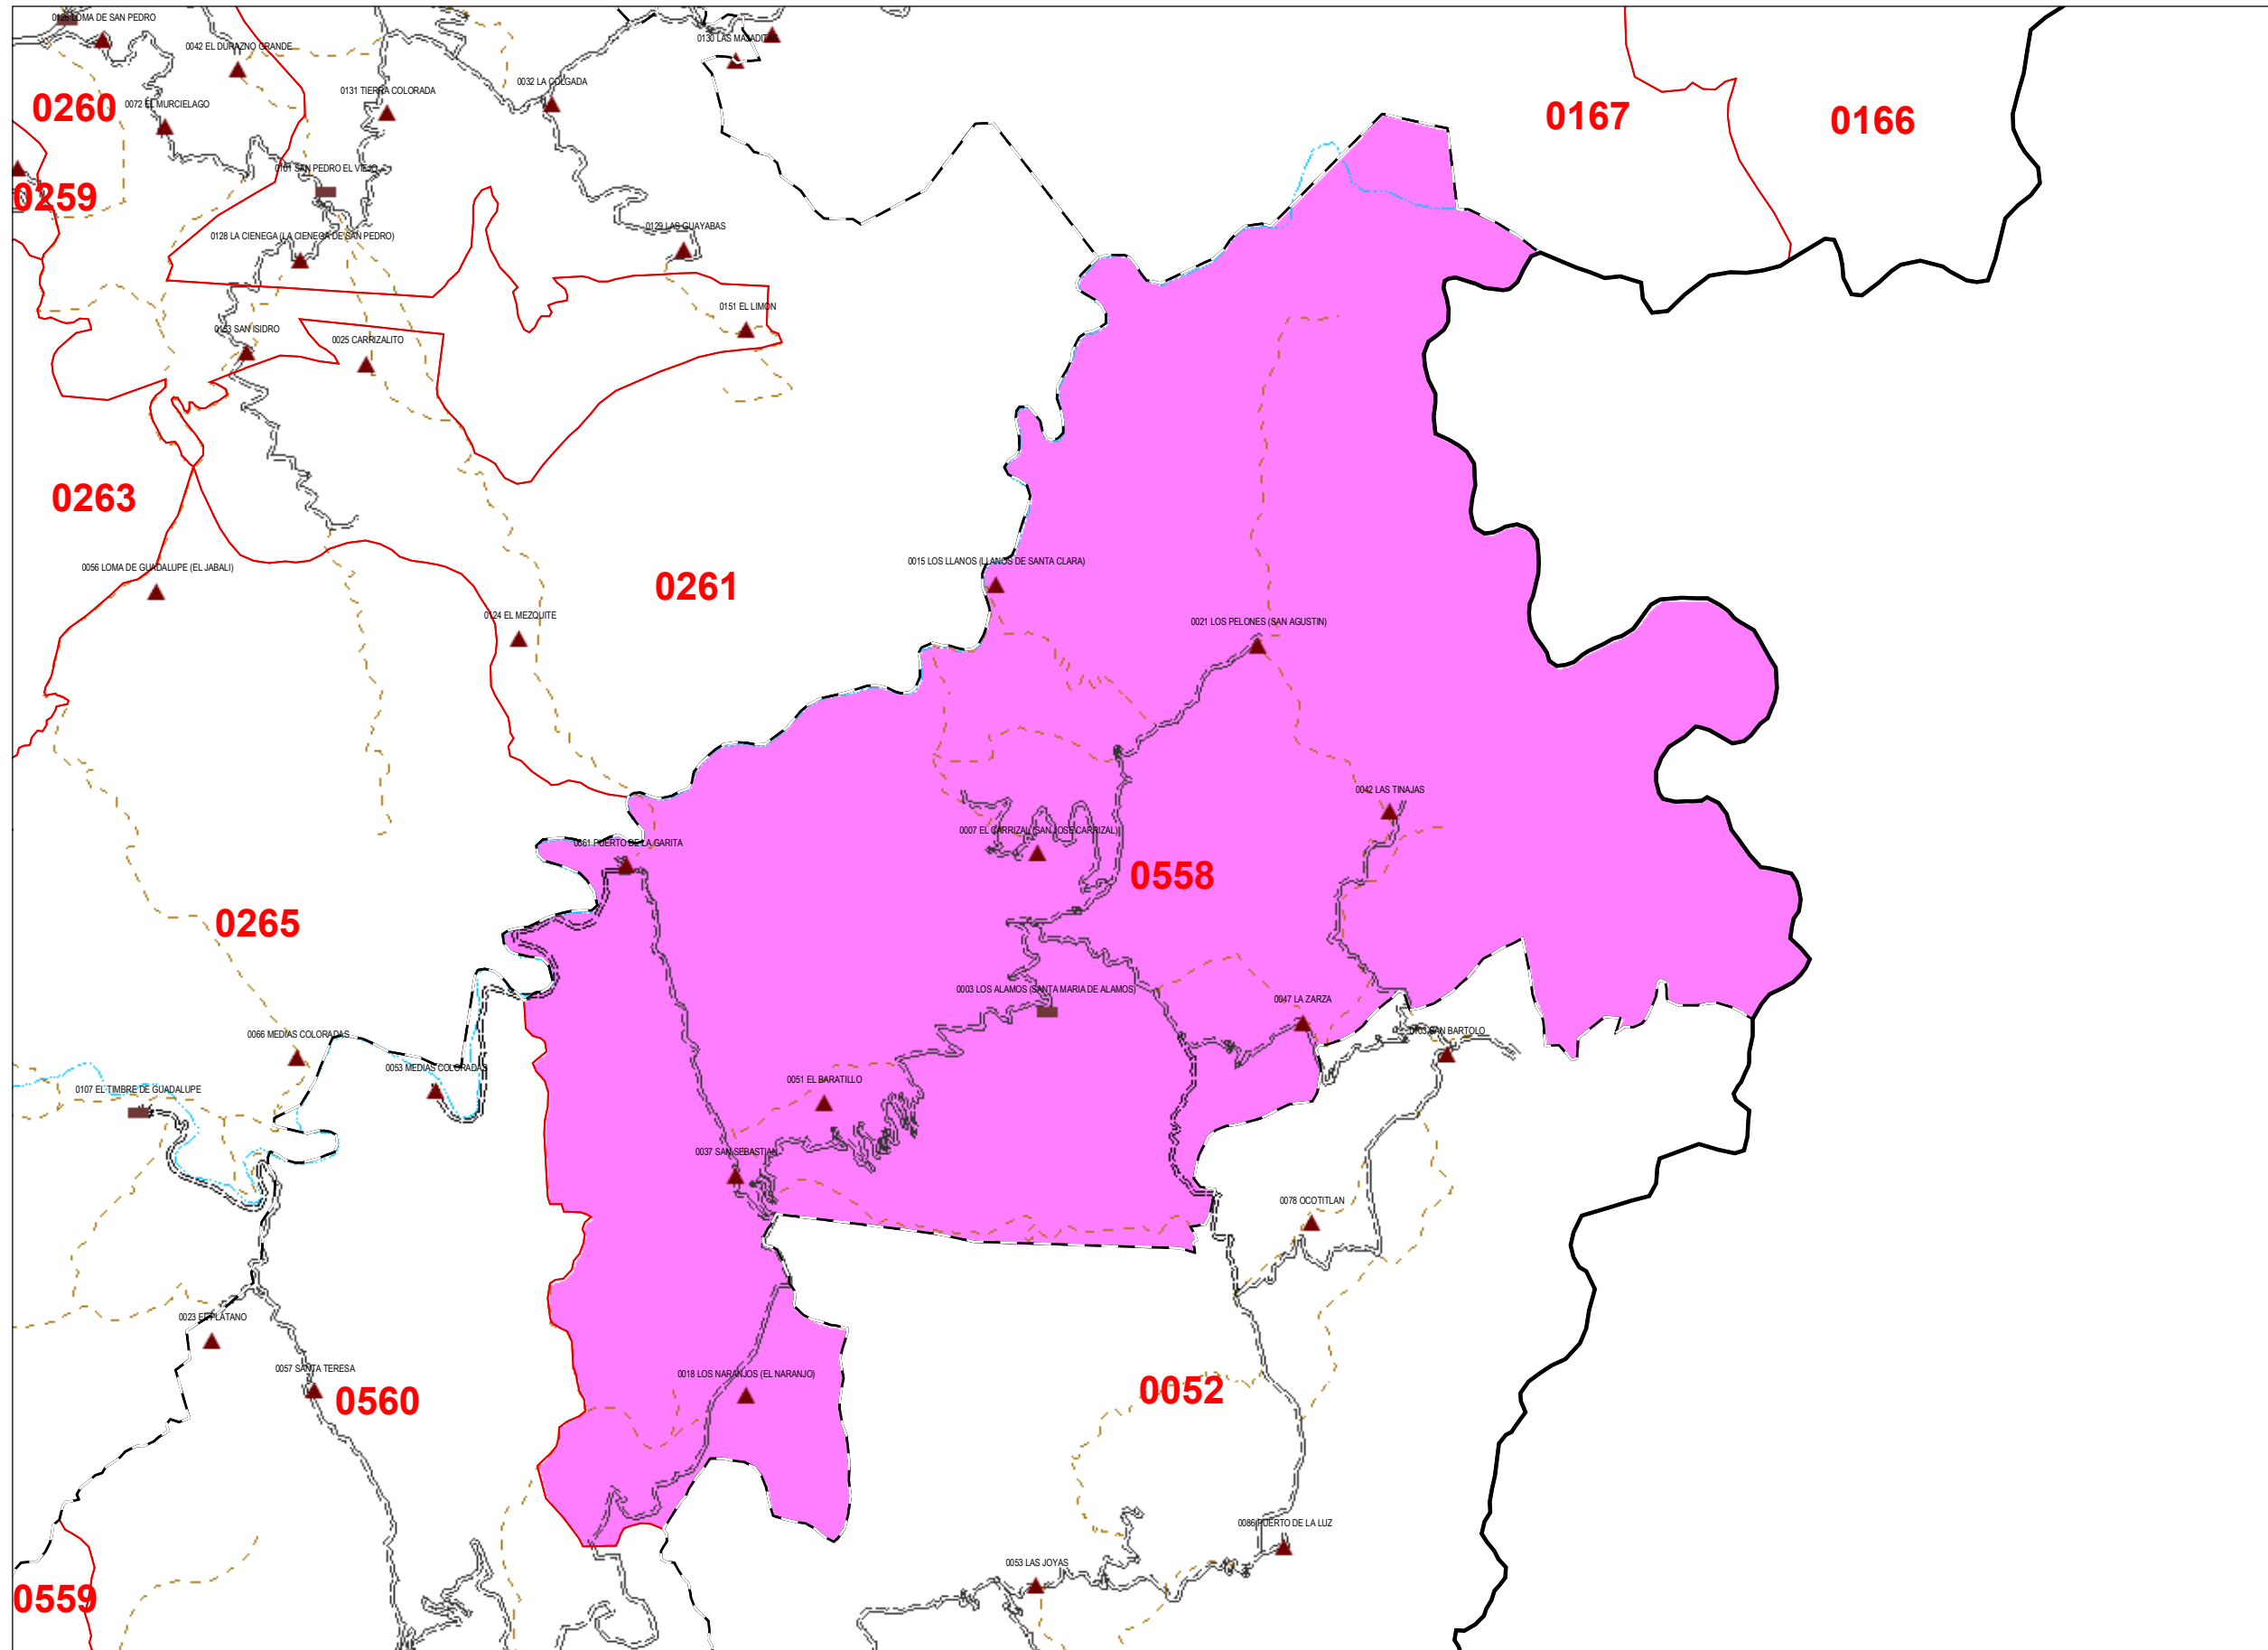 0126 LOMA DE SAN PEDRO
0042 EL DURAZNO GRANDE
0130 LAS MAJADITAS
0032 LA COLGADA
0131 TIERRA COLORADA
0072 EL MURCIELAGO
0260
0167
0166
0101 SAN PEDRO EL VIEJO
0259
0129 LAS GUAYABAS
0128 LA CIENEGA (LA CIENEGA DE SAN PEDRO)
0151 EL LIMON
0153 SAN ISIDRO
0025 CARRIZALITO
0263
0015 LOS LLANOS (LLANOS DE SANTA CLARA)
0056 LOMA DE GUADALUPE (EL JABALI)
0261
0124 EL MEZQUITE
0021 LOS PELONES (SAN AGUSTIN)
0042 LAS TINAJAS
0007 EL CARRIZAL (SAN JOSE CARRIZAL)
0061 PUERTO DE LA GARITA
0558
0265
0003 LOS ALAMOS (SANTA MARIA DE ALAMOS)
0047 LA ZARZA
0103 SAN BARTOLO
0066 MEDIAS COLORADAS
0053 MEDIAS COLORADAS
0051 EL BARATILLO
0107 EL TIMBRE DE GUADALUPE
0037 SAN SEBASTIAN
0078 OCOTITLAN
0023 EL PLATANO
0057 SANTA TERESA
0018 LOS NARANJOS (EL NARANJO)
0052
0560
0086 PUERTO DE LA LUZ
0053 LAS JOYAS
0559